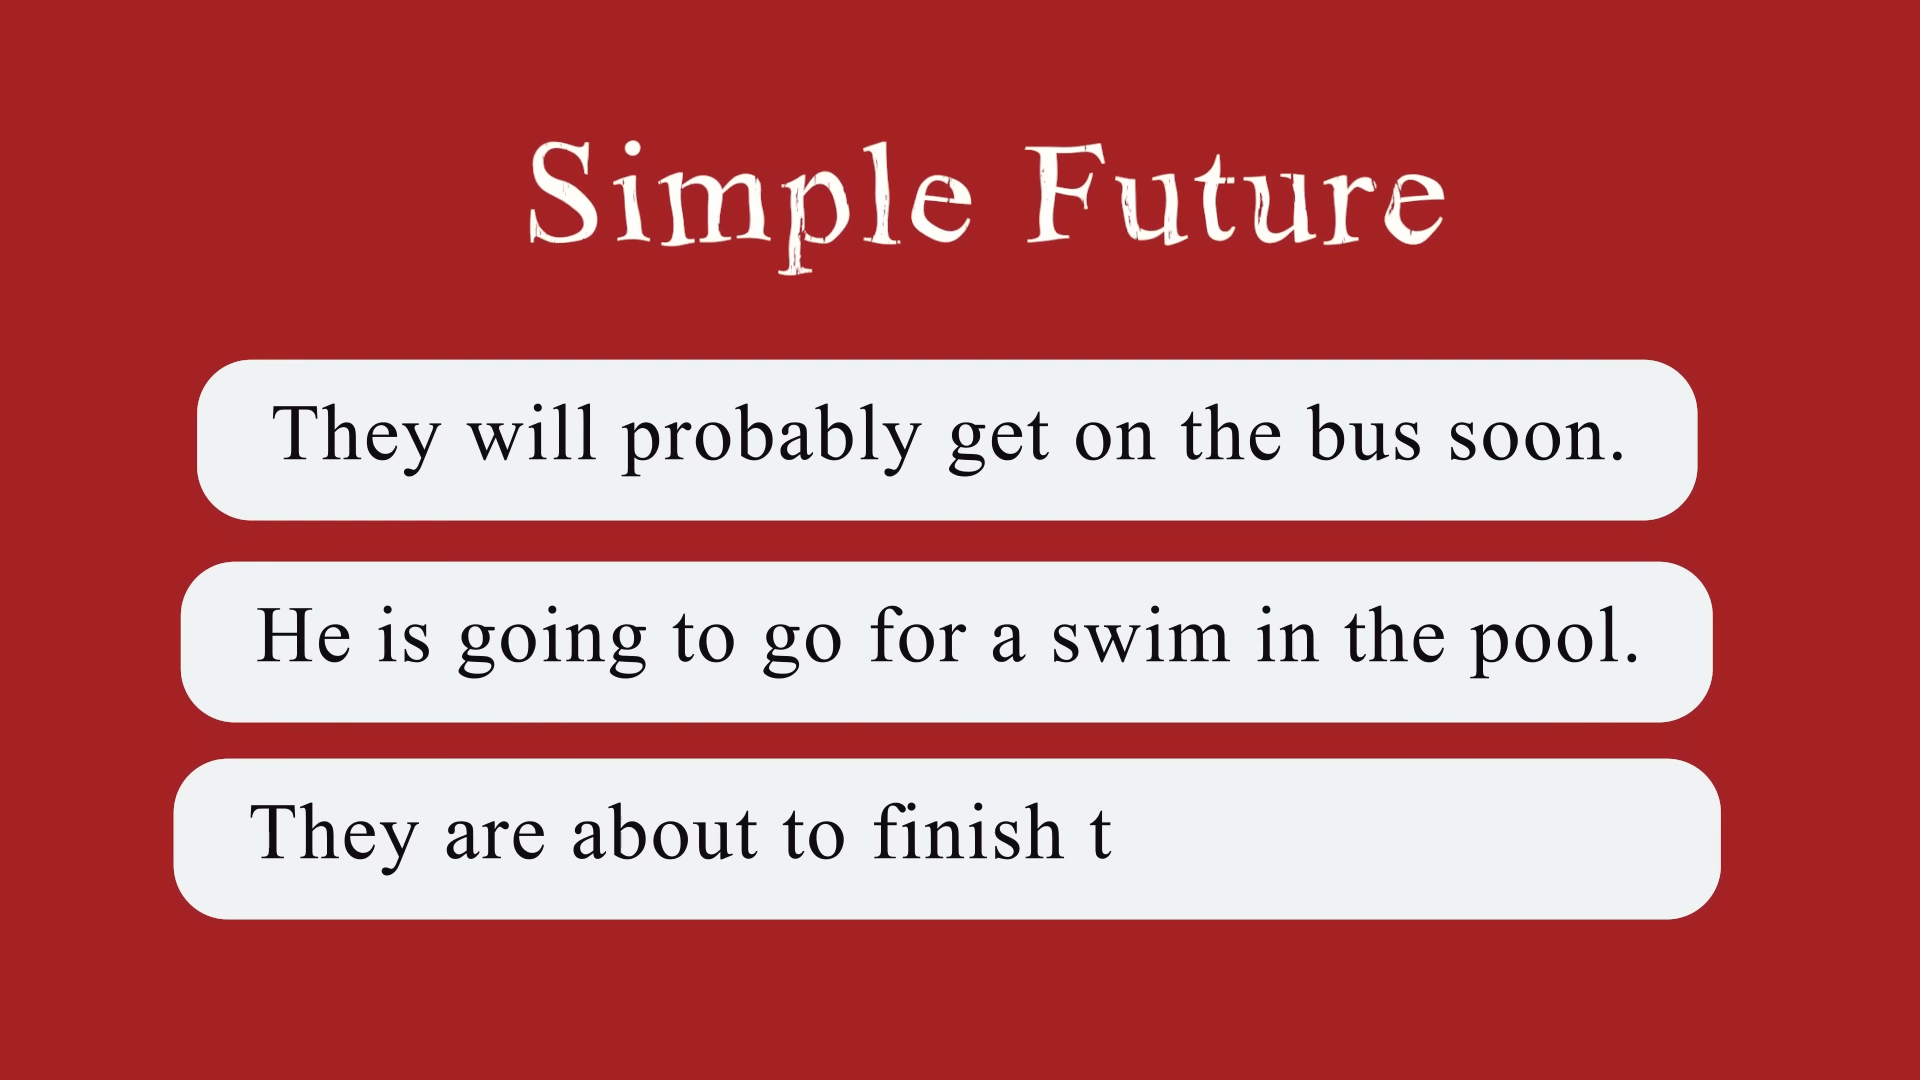 Simple Future
They will probably get on the bus soon.
He is going to go for a swim in the pool.
They are about to finish t